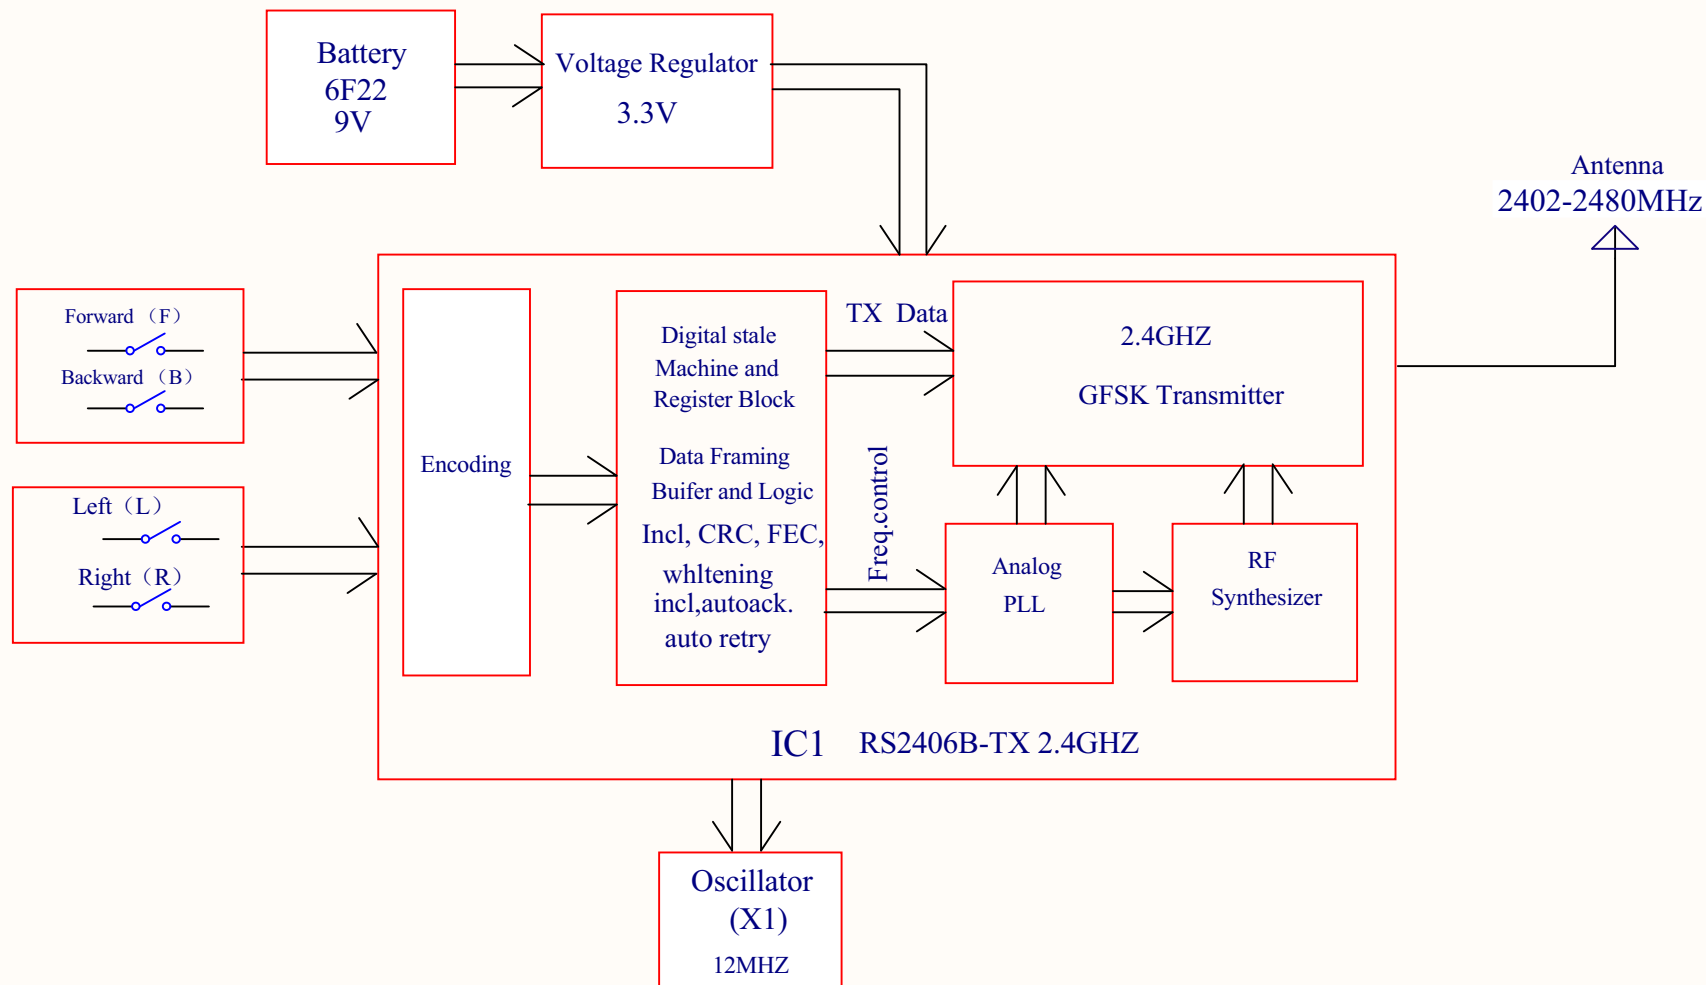 Battery
6F22
9V
Voltage Regulator
3.3V
Antenna
2402-2480MHz
Forward （F）
Backward （B）
Left（L）
Right（R）
Encoding
Digital stale
Machine and
Register Block
Data Framing
Buifer and Logic
Incl, CRC, FEC,
whltening
incl,autoack.
auto retry
TX Data
Freq.control
2.4GHZ
GFSK Transmitter
Analog
PLL
RF
Synthesizer
IC1 RS2406B-TX 2.4GHZ
Oscillator
(X1)
12MHZ